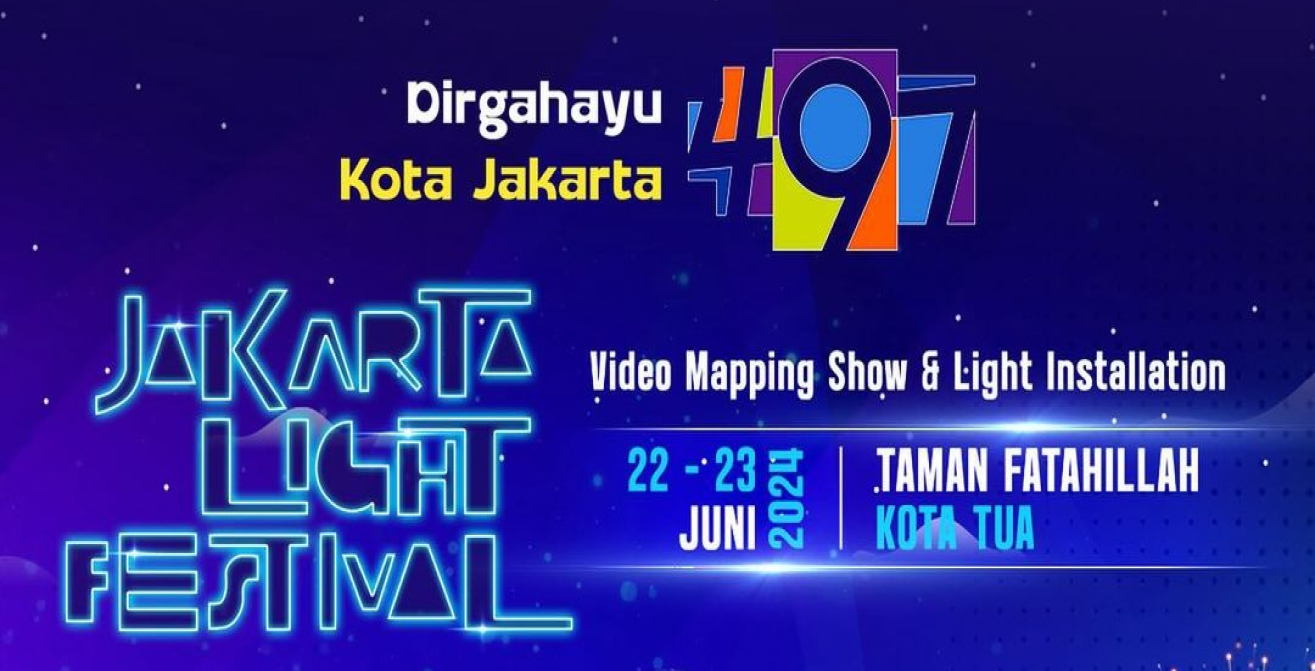 Dirgahayu
Kota Jakarta
497
JAKARTA
LIGHT
FESTIVAL
Video Mapping Show & Light Installation
22 - 23
JUNI
2024
TAMAN FATAHILLAH
KOTA TUA